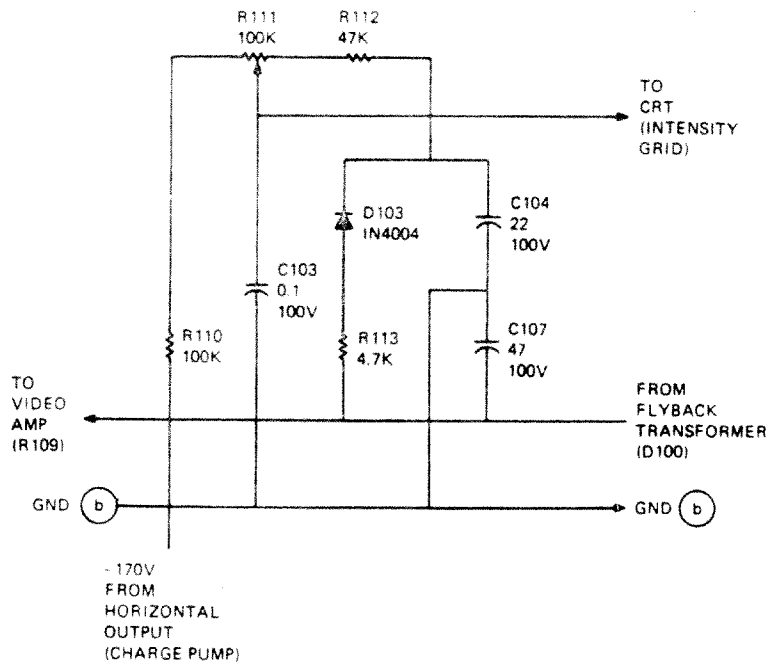 R111
100K
R112
47K
TO
CRT
(INTENSITY
GRID)
D103
IN4004
C104
22
100V
C103
0.1
100V
R110
100K
R113
4.7K
C107
47
100V
TO
VIDEO
AMP
(R109)
FROM
FLYBACK
TRANSFORMER
(D100)
GND b
GND b
-170V
FROM
HORIZONTAL
OUTPUT
(CHARGE PUMP)